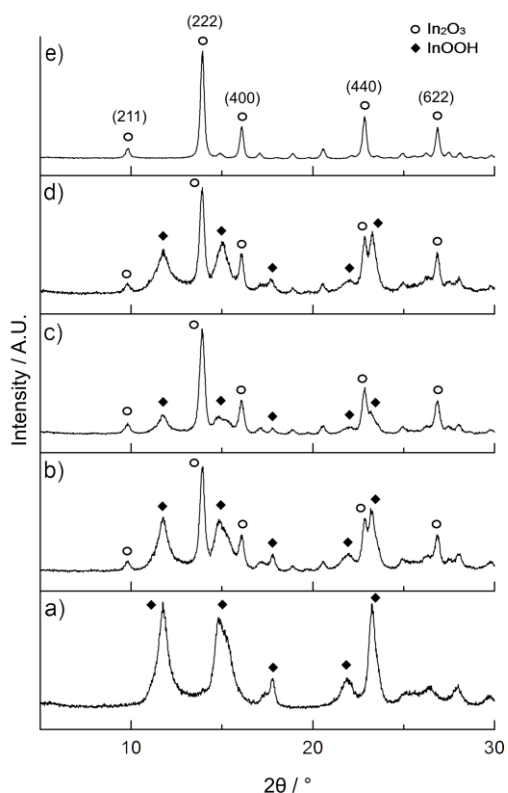 ○ In₂O₃
◆ InOOH
e)
(211)
(222)
(400)
(440)
(622)
d)
c)
b)
a)
Intensity / A.U.
10
20
30
2θ / °